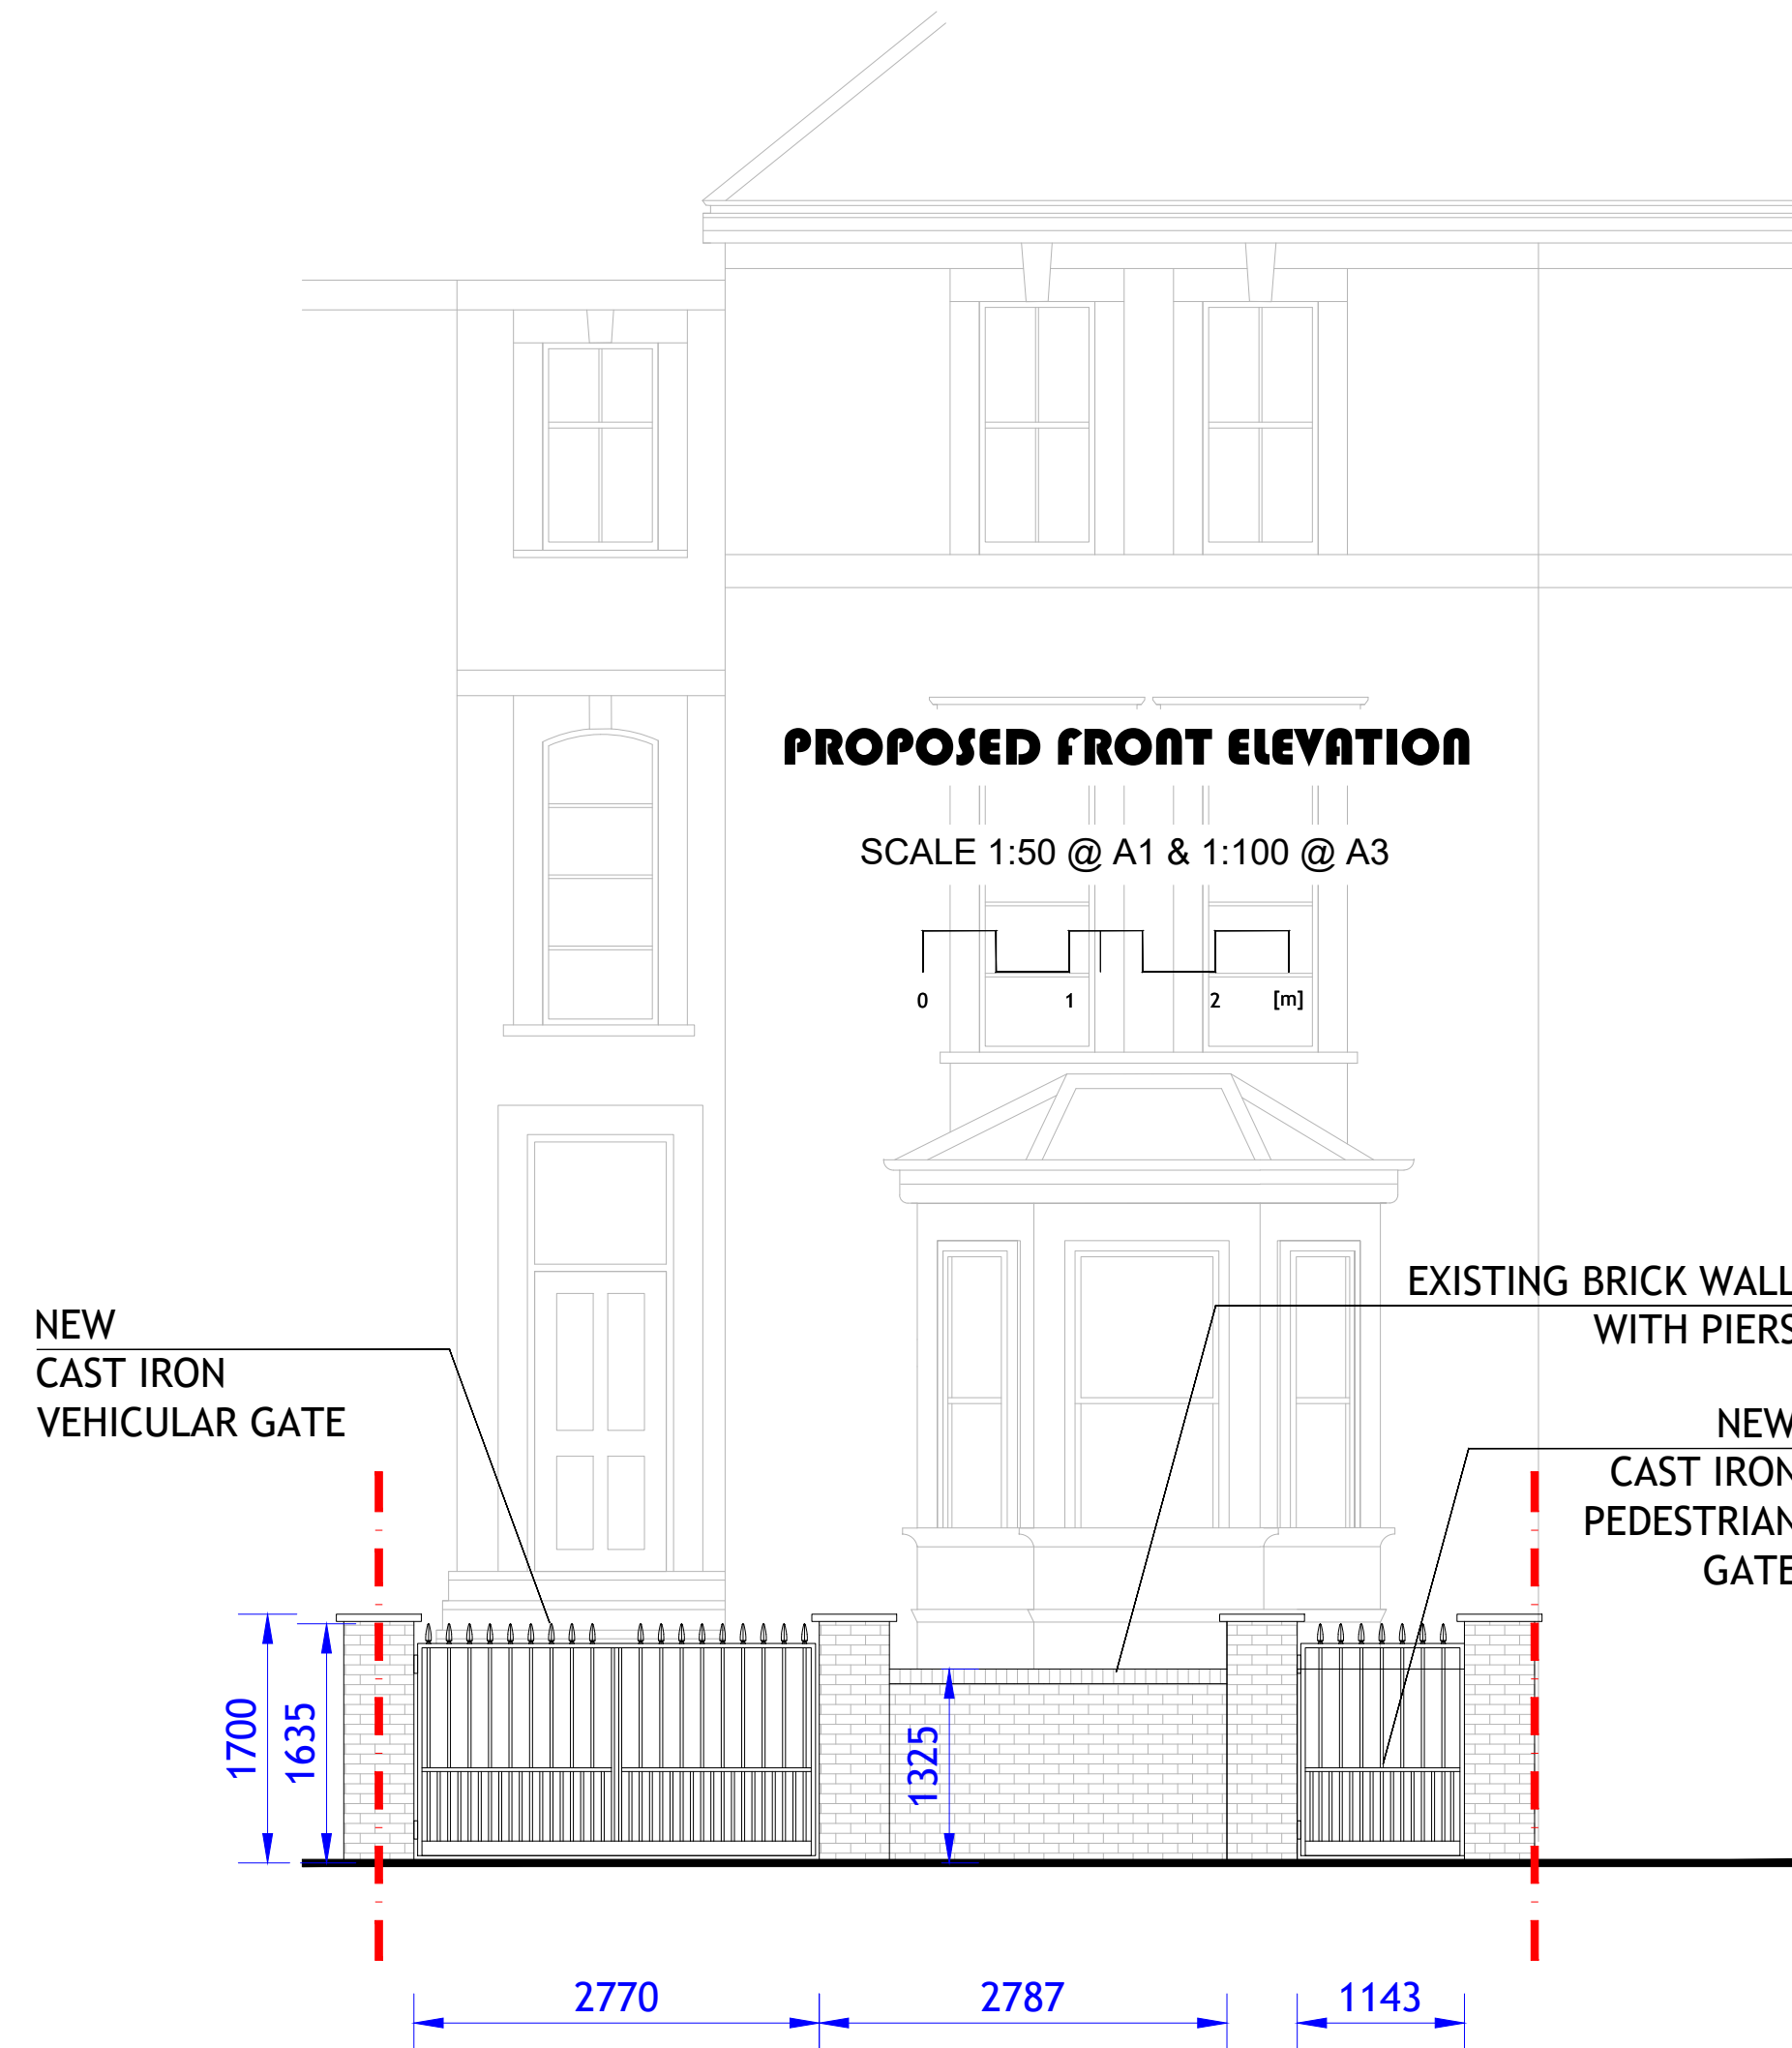 PROPOSED FRONT ELEVATION
SCALE 1:50 @ A1 & 1:100 @ A3
0 1 2 [m]
EXISTING BRICK WALL
WITH PIERS
NEW
CAST IRON
VEHICULAR GATE
NEW
CAST IRON
PEDESTRIAN
GATE
1700
1635
1325
2770
2787
1143